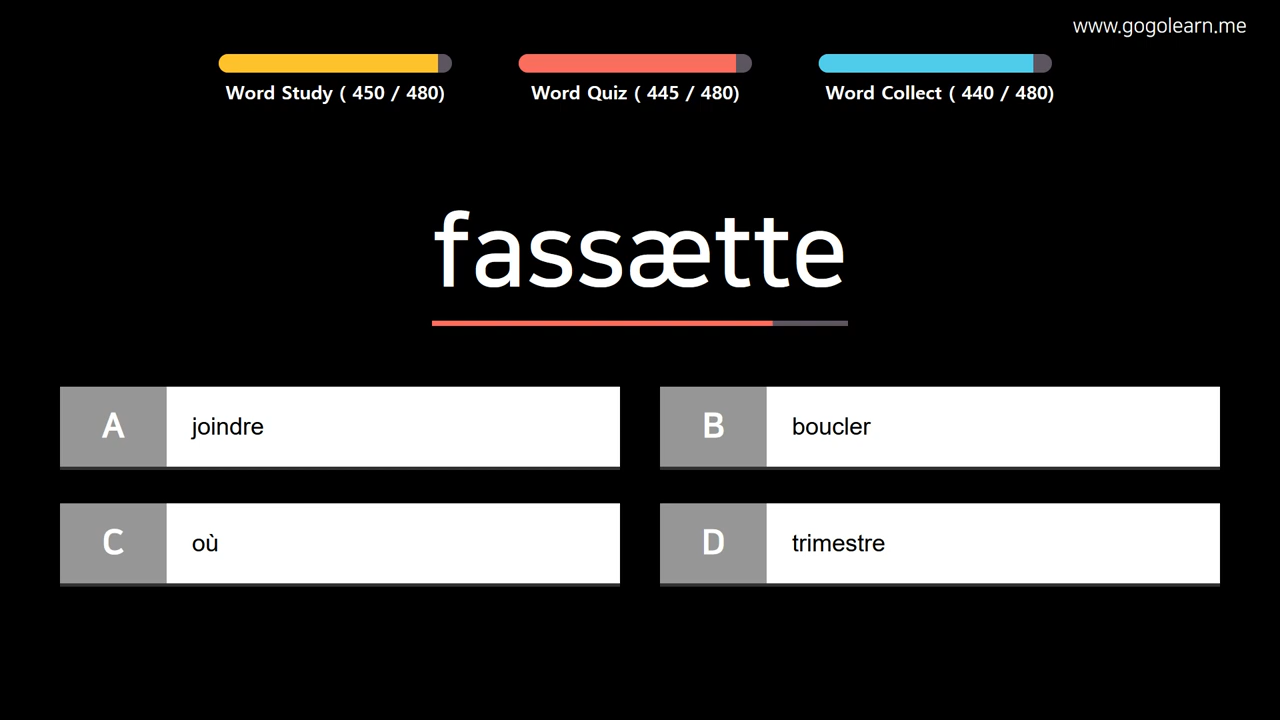 www.gogolearn.me
Word Study ( 450 / 480)
Word Quiz ( 445 / 480)
Word Collect ( 440 / 480)
fassætte
A joindre
B boucler
C où
D trimestre